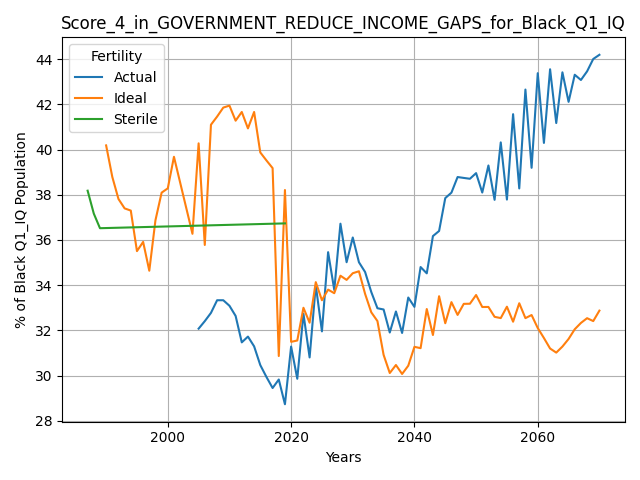 Score_4_in_GOVERNMENT_REDUCE_INCOME_GAPS_for_Black_Q1_IQ
Fertility
Actual
Ideal
Sterile
% of Black Q1_IQ Population
44
42
40
38
36
34
32
30
28
2000
2020
2040
2060
Years